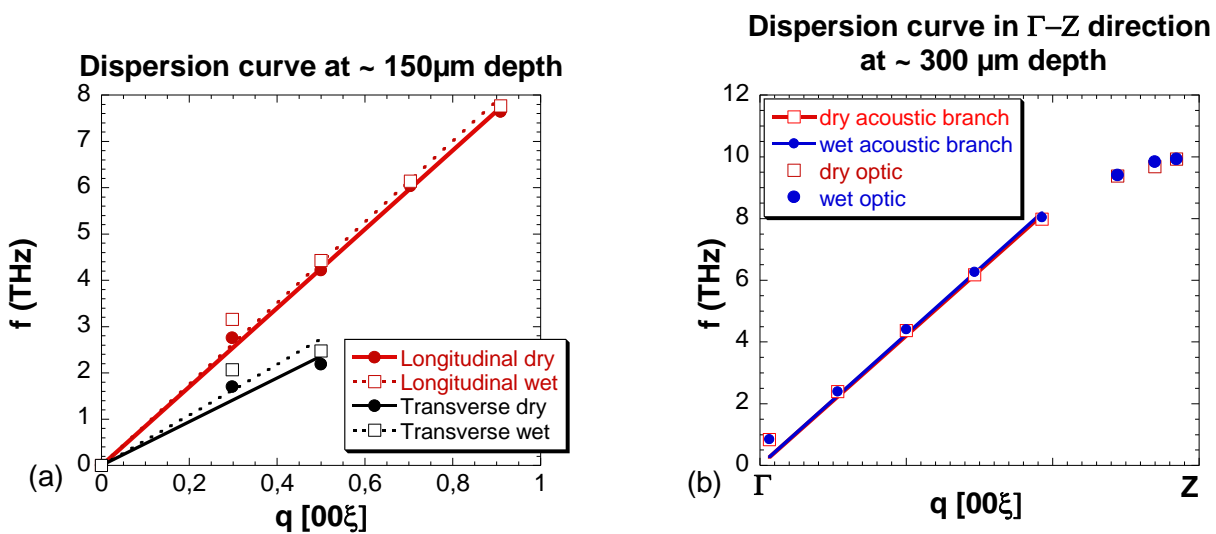 Dispersion curve at ~ 150µm depth
8
7
6
5
4
3
2
1
0
f (THz)
Longitudinal dry
Longitudinal wet
Transverse dry
Transverse wet
0 0,2 0,4 0,6 0,8 1
(a)
q [00ξ]
Dispersion curve in Γ–Z direction
at ~ 300 µm depth
12
10
8
6
4
2
0
f (THz)
dry acoustic branch
wet acoustic branch
dry optic
wet optic
(b)
Γ Z
q [00ξ]